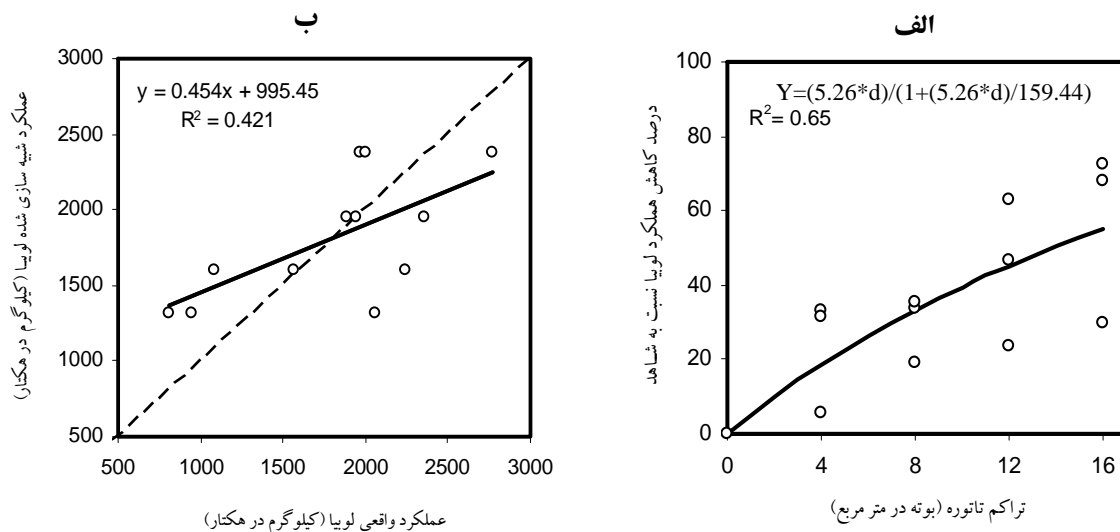 الف
100
80
60
40
20
0
0 4 8 12 16
Y=(5.26*d)/(1+(5.26*d)/159.44)
R²= 0.65
درصد کاهش عملکرد لوبیا نسبت به شاهد
تراکم تاتوره (بوته در متر مربع)
ب
3000
2500
2000
1500
1000
500
500 1000 1500 2000 2500 3000
y = 0.454x + 995.45
R² = 0.421
عملکرد شبیه سازی شده لوبیا (کیلوگرم در هکتار)
عملکرد واقعی لوبیا (کیلوگرم در هکتار)